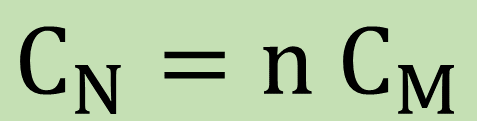 C_N = n C_M